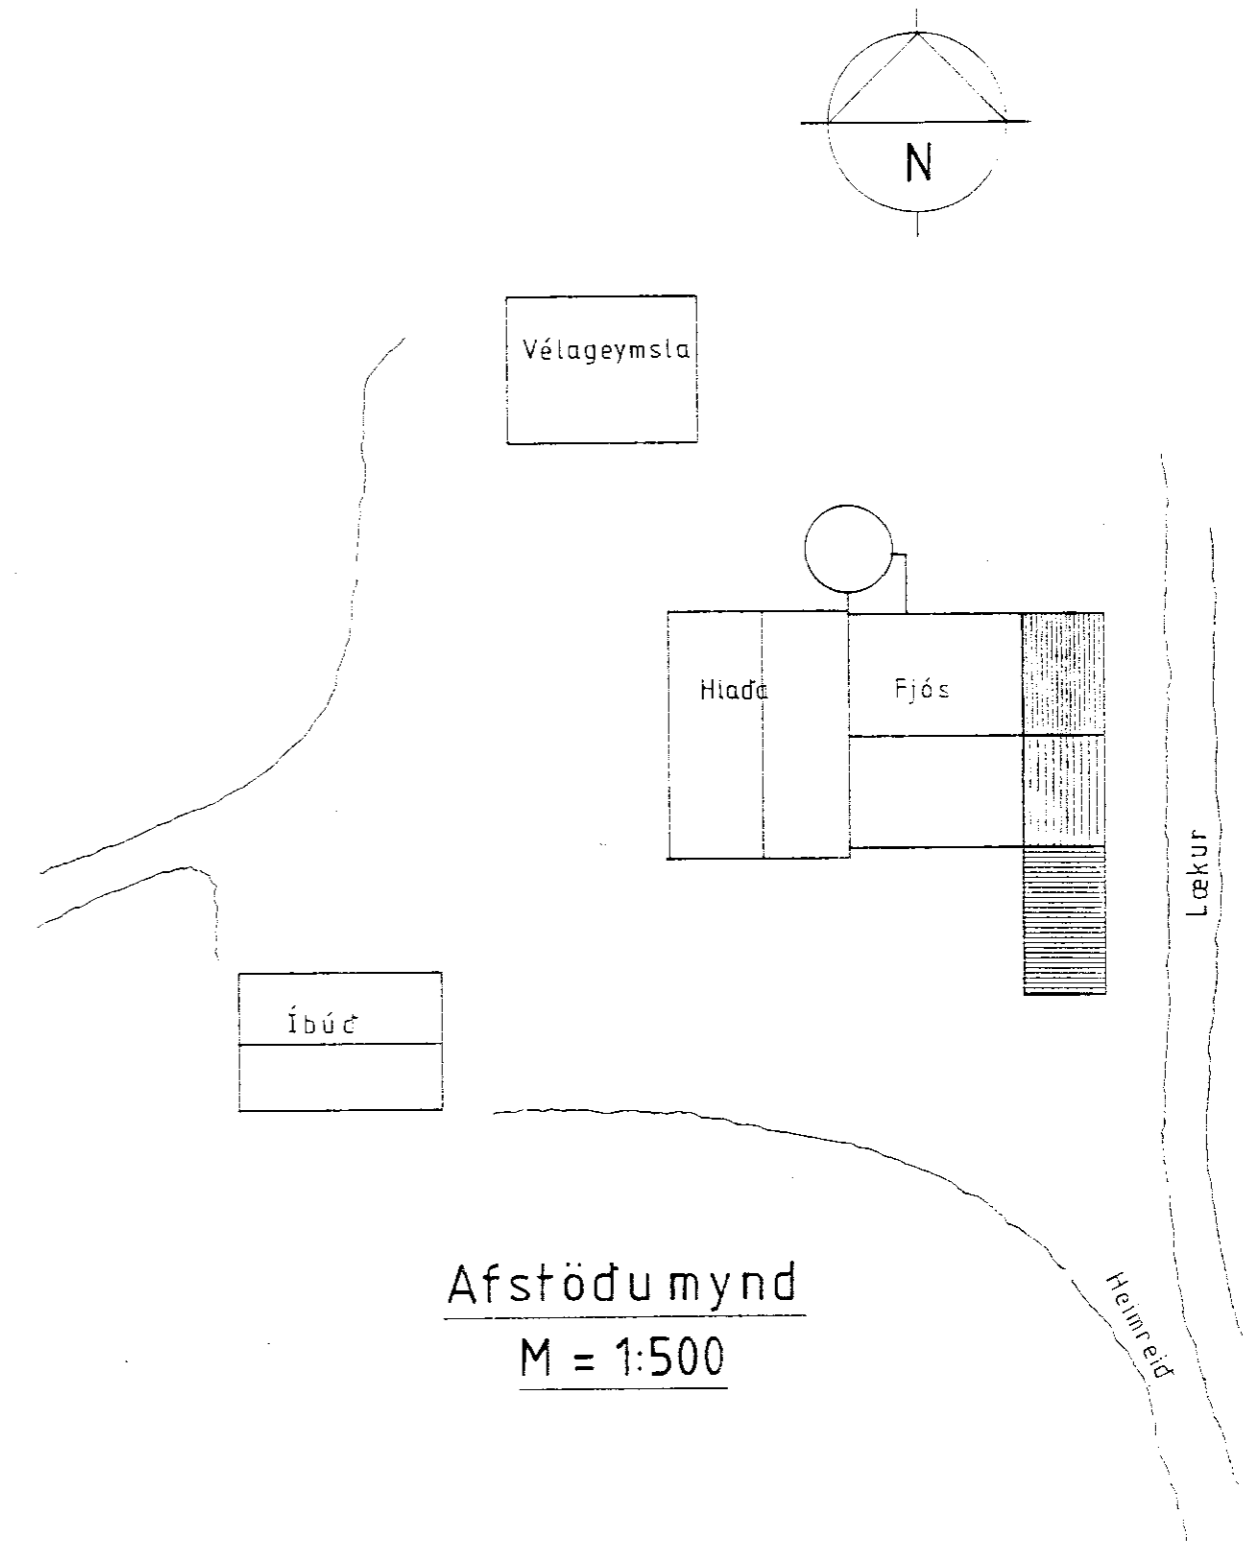 N
Vélageymsla
Hlaða
Fjós
Lækur
Íbúð
Afstöðumynd
M = 1:500
Heimreið